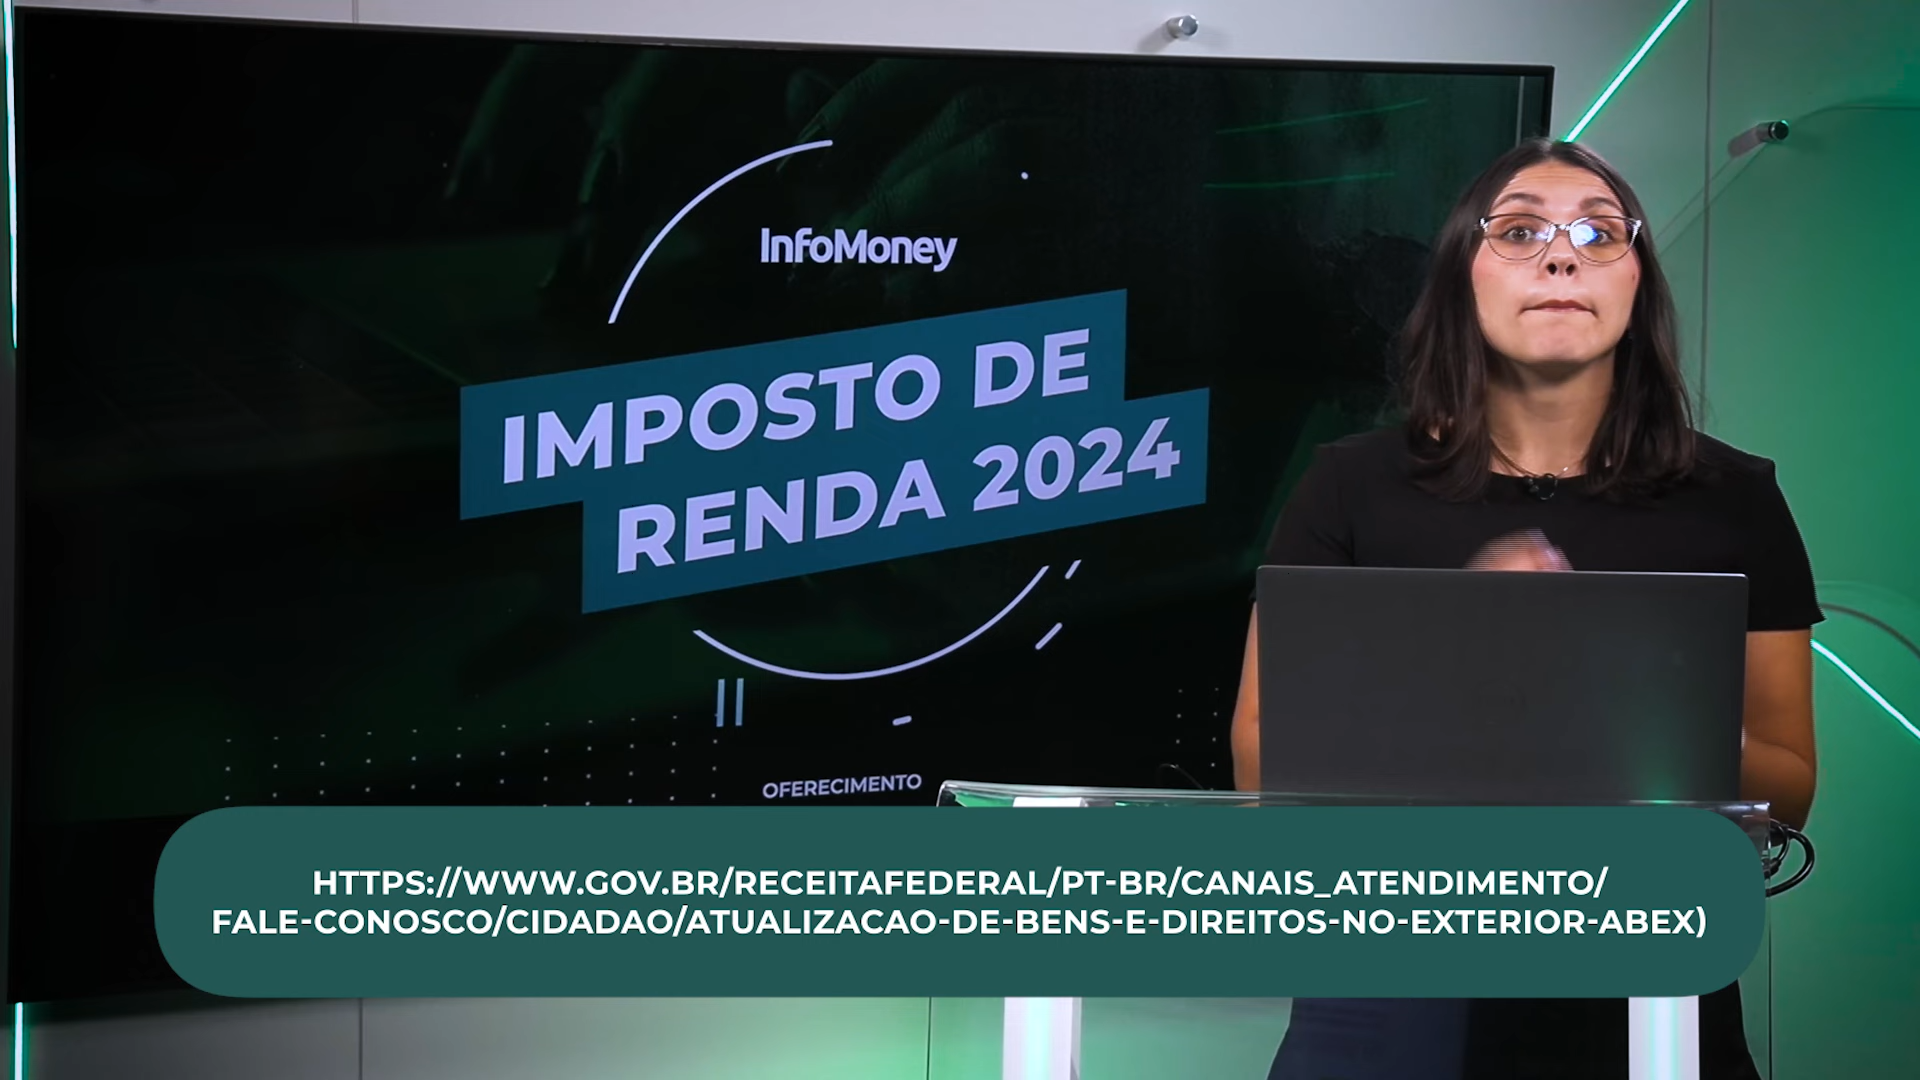 InfoMoney
IMPOSTO DE
RENDA 2024
OFERECIMENTO
HTTPS://WWW.GOV.BR/RECEITAFEDERAL/PT-BR/CANAIS_ATENDIMENTO/
FALE-CONOSCO/CIDADAO/ATUALIZACAO-DE-BENS-E-DIREITOS-NO-EXTERIOR-ABEX)